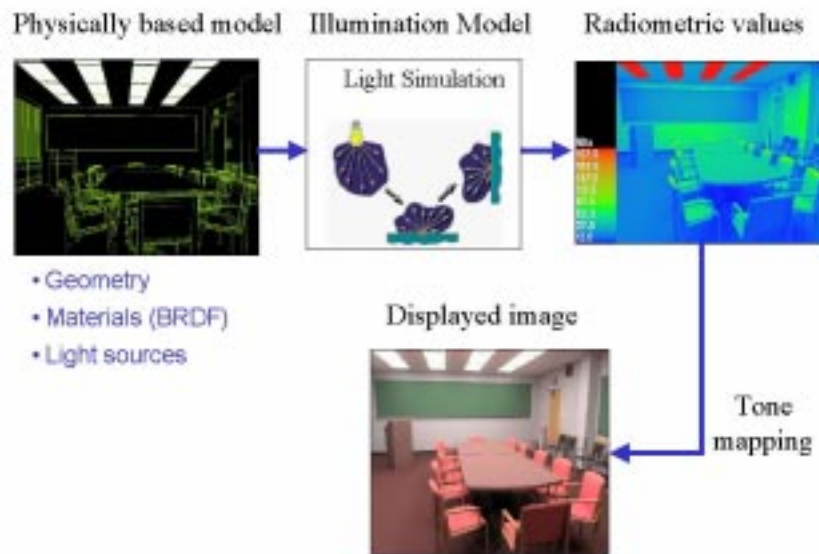 Physically based model
Illumination Model
Radiometric values
Light Simulation
• Geometry
• Materials (BRDF)
• Light sources
Displayed image
Tone
mapping